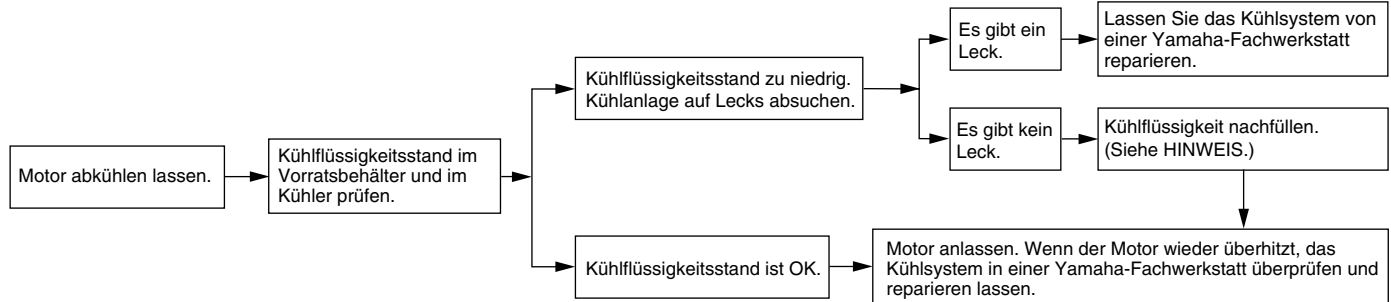 Motor abkühlen lassen.
Kühlflüssigkeitsstand im
Vorratsbehälter und im
Kühler prüfen.
Kühlflüssigkeitsstand zu niedrig.
Kühlanlage auf Lecks absuchen.
Es gibt ein
Leck.
Lassen Sie das Kühlsystem von
einer Yamaha-Fachwerkstatt
reparieren.
Es gibt kein
Leck.
Kühlflüssigkeit nachfüllen.
(Siehe HINWEIS.)
Kühlflüssigkeitsstand ist OK.
Motor anlassen. Wenn der Motor wieder überhitzt, das
Kühlsystem in einer Yamaha-Fachwerkstatt überprüfen und
reparieren lassen.